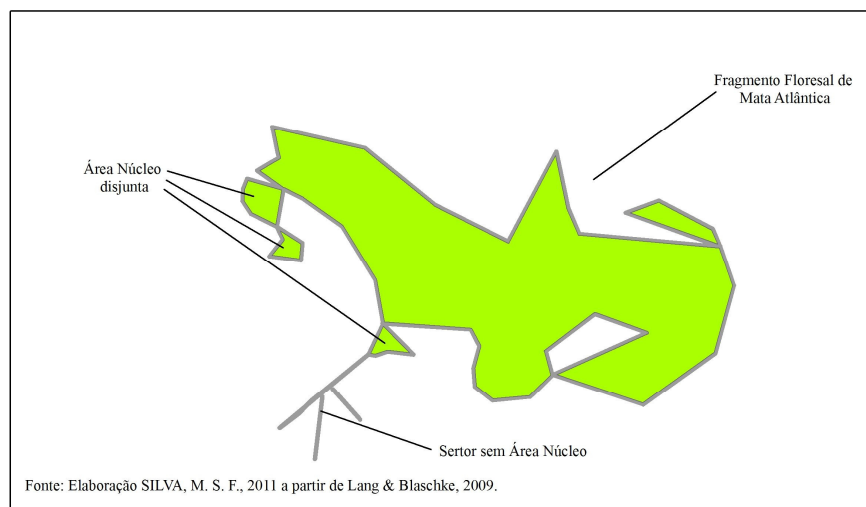 Fragmento Floresal de
Mata Atlântica
Área Núcleo
disjunta
Sertor sem Área Núcleo
Fonte: Elaboração SILVA, M. S. F., 2011 a partir de Lang & Blaschke, 2009.